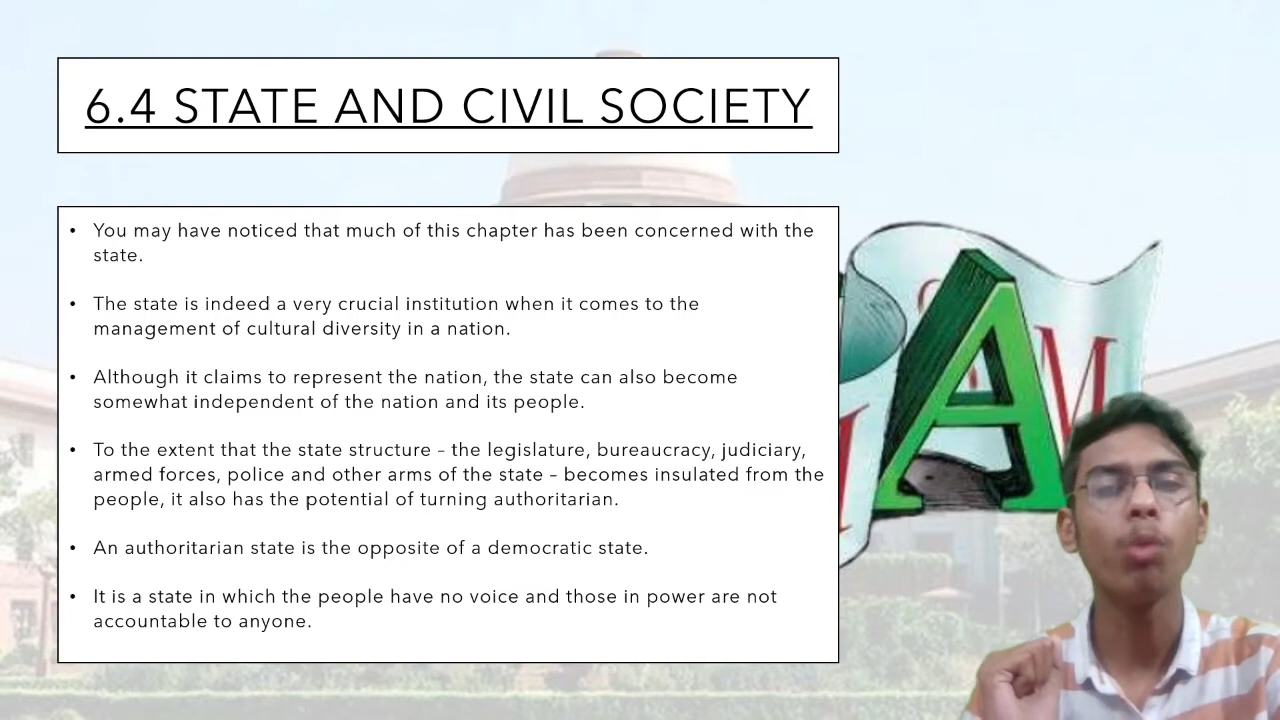 6.4 STATE AND CIVIL SOCIETY
• You may have noticed that much of this chapter has been concerned with the
state.
• The state is indeed a very crucial institution when it comes to the
management of cultural diversity in a nation.
• Although it claims to represent the nation, the state can also become
somewhat independent of the nation and its people.
• To the extent that the state structure – the legislature, bureaucracy, judiciary,
armed forces, police and other arms of the state – becomes insulated from the
people, it also has the potential of turning authoritarian.
• An authoritarian state is the opposite of a democratic state.
• It is a state in which the people have no voice and those in power are not
accountable to anyone.
A
M